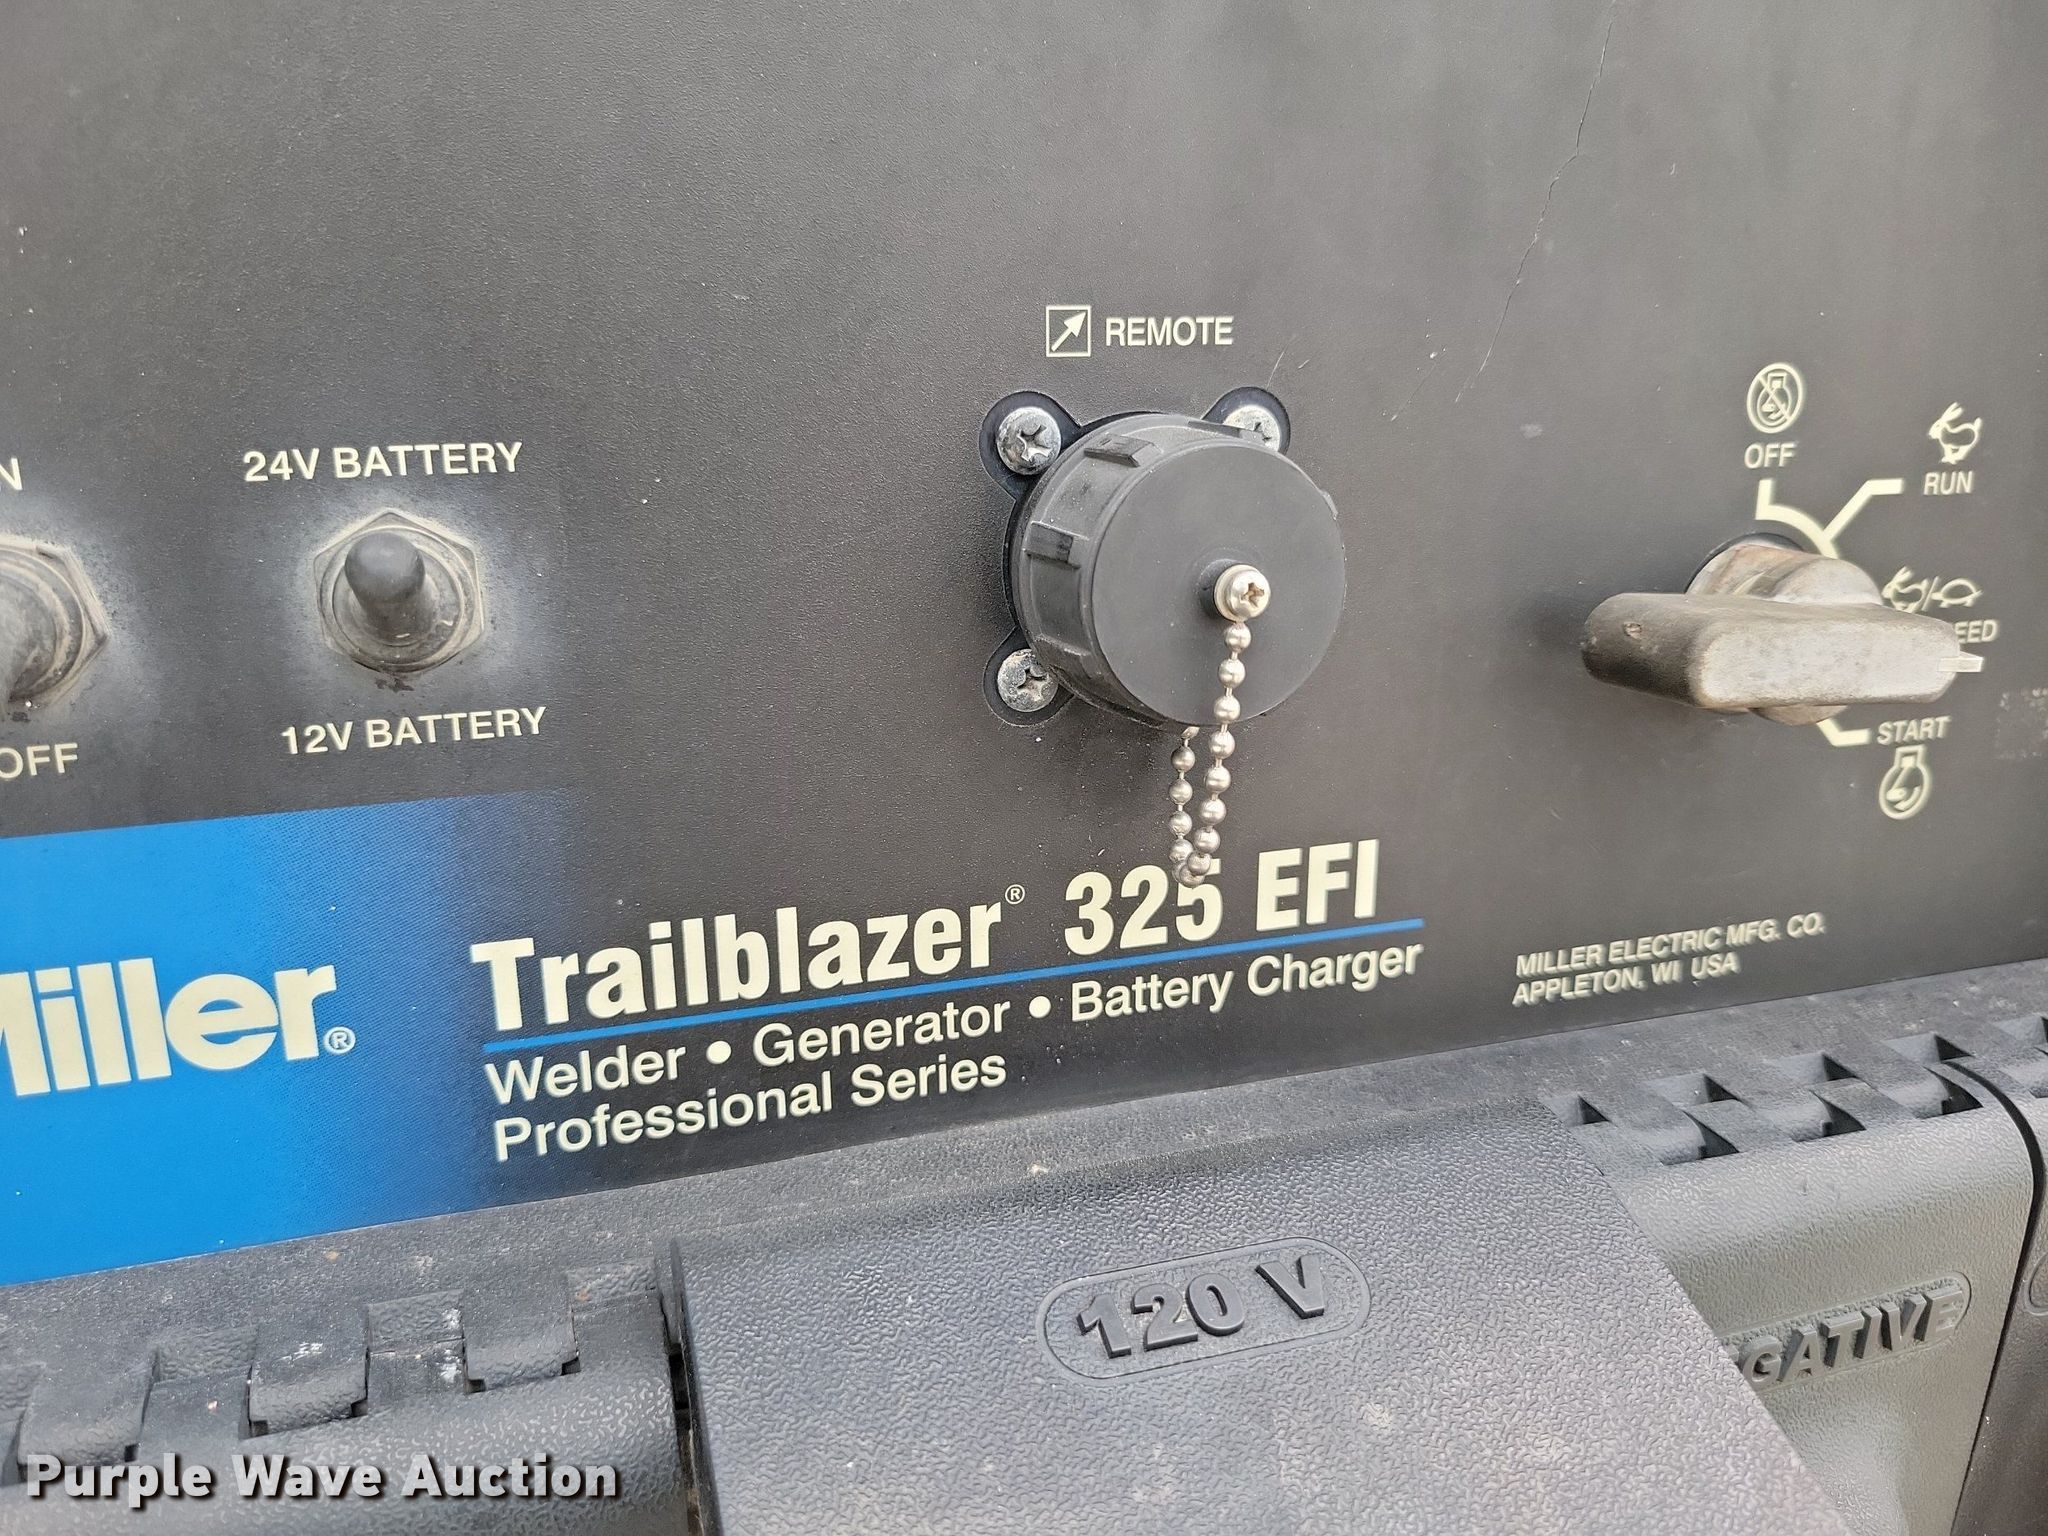 REMOTE
OFF
RUN
24V BATTERY
12V BATTERY
OFF
START
Miller®
Trailblazer® 325 EFI
Welder • Generator • Battery Charger
Professional Series
MILLER ELECTRIC MFG. CO.
APPLETON, WI USA
120 V
GATIVE
Purple Wave Auction